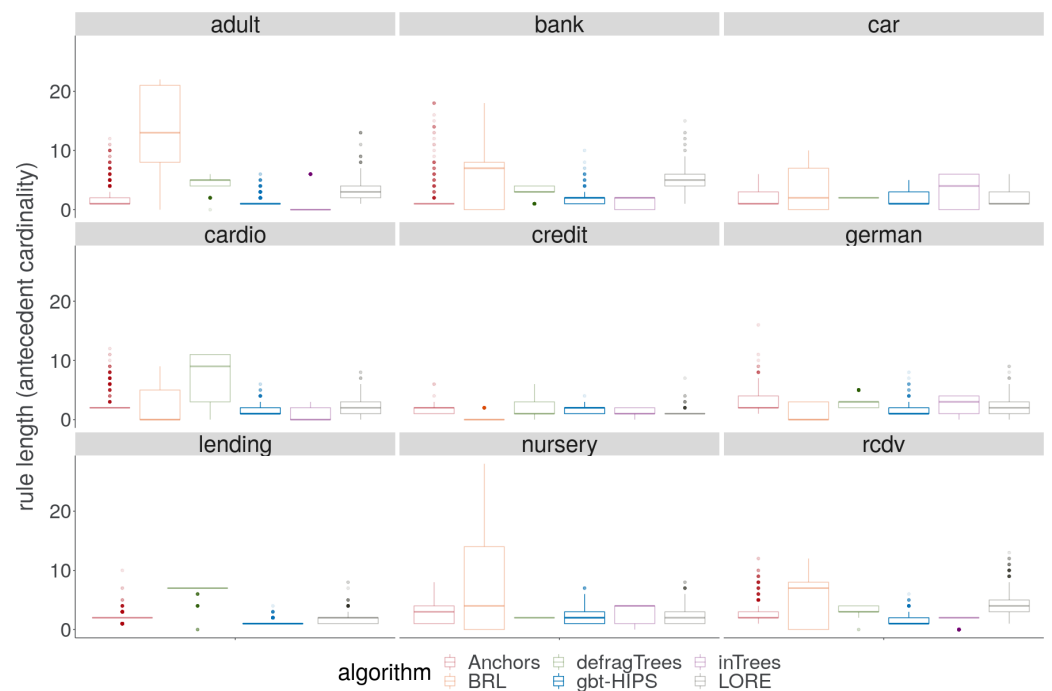 adult bank car
20
10
0
cardio credit german
20
10
0
lending nursery rcdv
20
10
0
rule length (antecedent cardinality)
algorithm Anchors defragTrees inTrees
BRL gbt-HIPS LORE